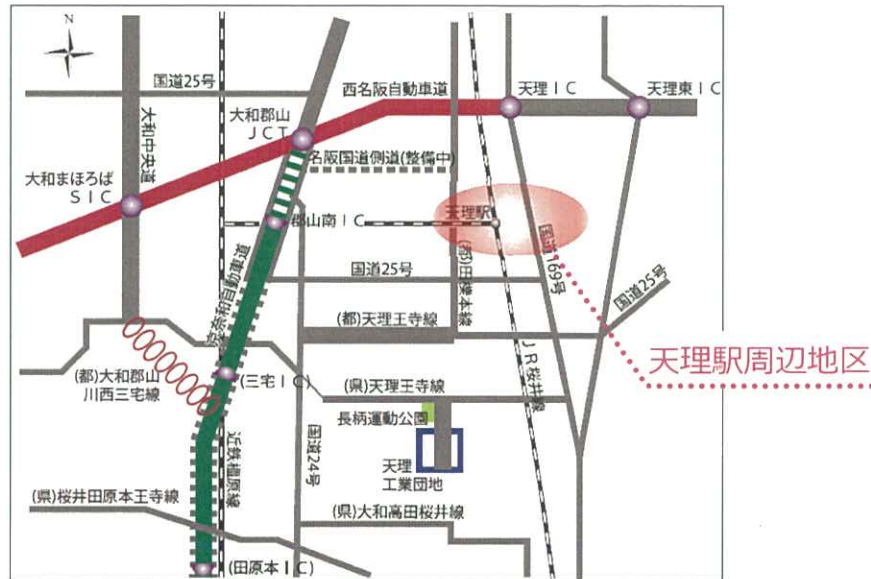 N
国道25号
西名阪自動車道
天理IC
天理東IC
大和中央道
大和郡山
JCT
名阪国道側道(整備中)
大和まほろば
SIC
天理駅
郡山南IC
国道169号
京奈和自動車道
国道25号
(都)田櫟本線
国道25号
(都)天理王寺線
JR桜井線
天理駅周辺地区
(都)大和郡山
川西三宅線
(三宅IC)
(県)天理王寺線
長柄運動公園
国道24号
近鉄橿原線
天理
工業団地
(県)桜井田原本王寺線
(県)大和高田桜井線
(田原本IC)